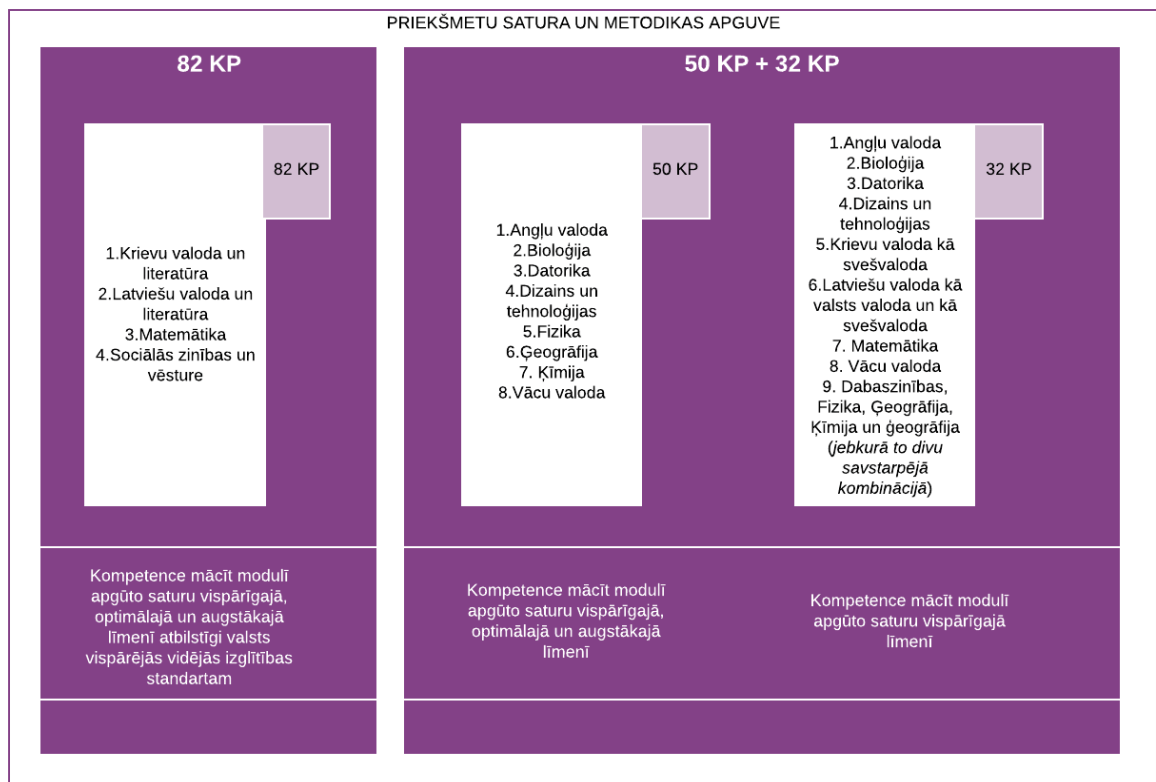 PRIEKŠMETU SATURA UN METODIKAS APGUVE
82 KP
82 KP
1.Krievu valoda un
literatūra
2.Latviešu valoda un
literatūra
3.Matemātika
4.Sociālās zinības un
vēsture
Kompetence mācīt modulī
apgūto saturu vispārīgajā,
optimālajā un augstākajā
līmenī atbilstīgi valsts
vispārējās vidējās izglītības
standartam
50 KP + 32 KP
50 KP
1.Angļu valoda
2.Bioloģija
3.Datorika
4.Dizains un
tehnoloģijas
5.Fizika
6.Ģeogrāfija
7. Ķīmija
8.Vācu valoda
Kompetence mācīt modulī
apgūto saturu vispārīgajā,
optimālajā un augstākajā
līmenī
32 KP
1.Angļu valoda
2.Bioloģija
3.Datorika
4.Dizains un
tehnoloģijas
5.Krievu valoda kā
svešvaloda
6.Latviešu valoda kā
valsts valoda un kā
svešvaloda
7. Matemātika
8. Vācu valoda
9. Dabaszinības,
Fizika, Ģeogrāfija,
Ķīmija un ģeogrāfija
(jebkurā to divu
savstarpējā
kombinācijā)
Kompetence mācīt modulī
apgūto saturu vispārīgajā
līmenī